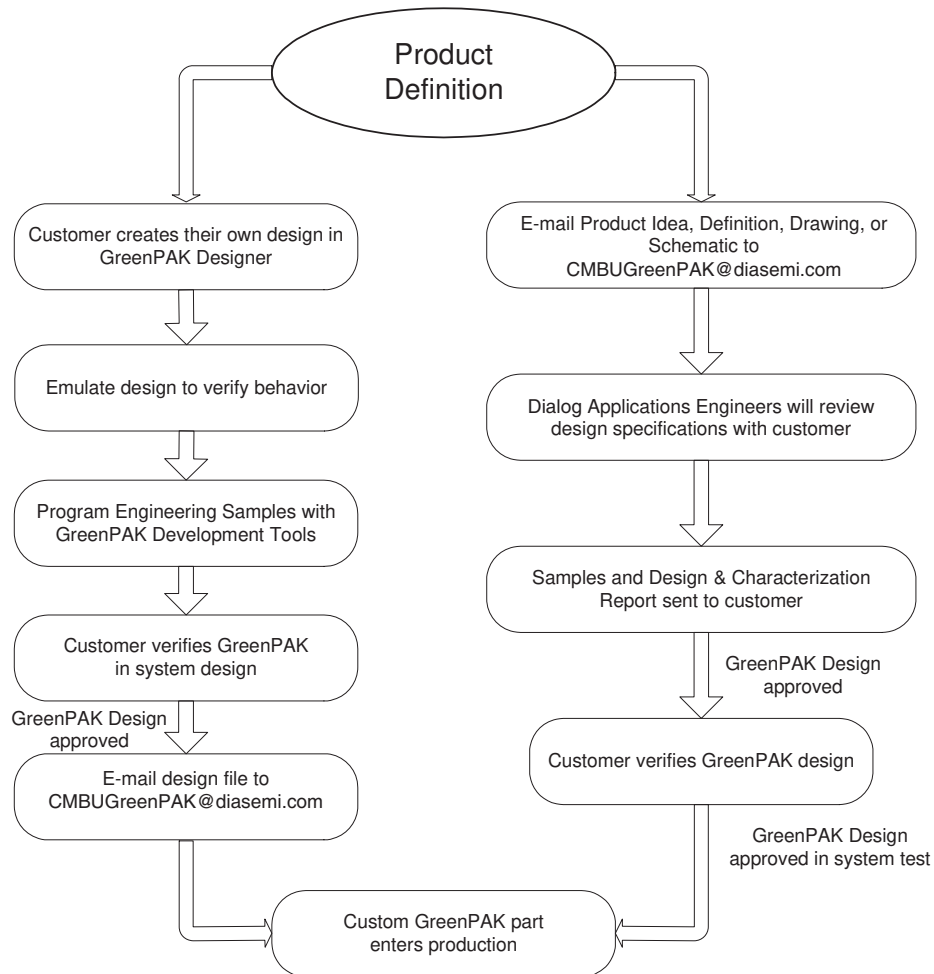 Product
Definition
Customer creates their own design in
GreenPAK Designer
Emulate design to verify behavior
Program Engineering Samples with
GreenPAK Development Tools
Customer verifies GreenPAK
in system design
GreenPAK Design
approved
E-mail design file to
CMBUGreenPAK@diasemi.com
E-mail Product Idea, Definition, Drawing, or
Schematic to
CMBUGreenPAK@diasemi.com
Dialog Applications Engineers will review
design specifications with customer
Samples and Design & Characterization
Report sent to customer
GreenPAK Design
approved
Customer verifies GreenPAK design
GreenPAK Design
approved in system test
Custom GreenPAK part
enters production